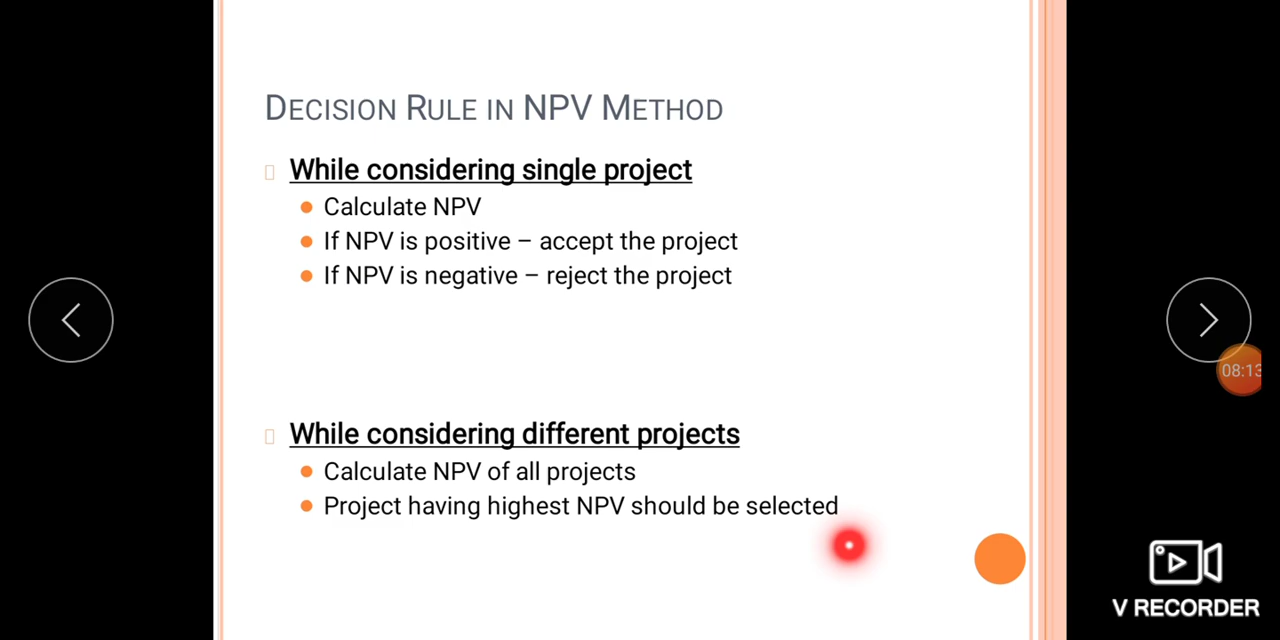 DECISION RULE IN NPV METHOD
While considering single project
Calculate NPV
If NPV is positive – accept the project
If NPV is negative – reject the project
While considering different projects
Calculate NPV of all projects
Project having highest NPV should be selected
08:13
V RECORDER